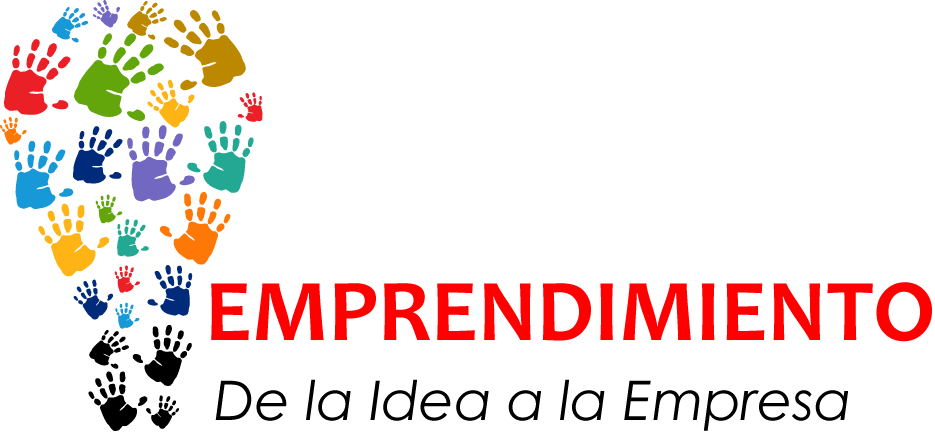 EMPRENDIMIENTO
De la Idea a la Empresa